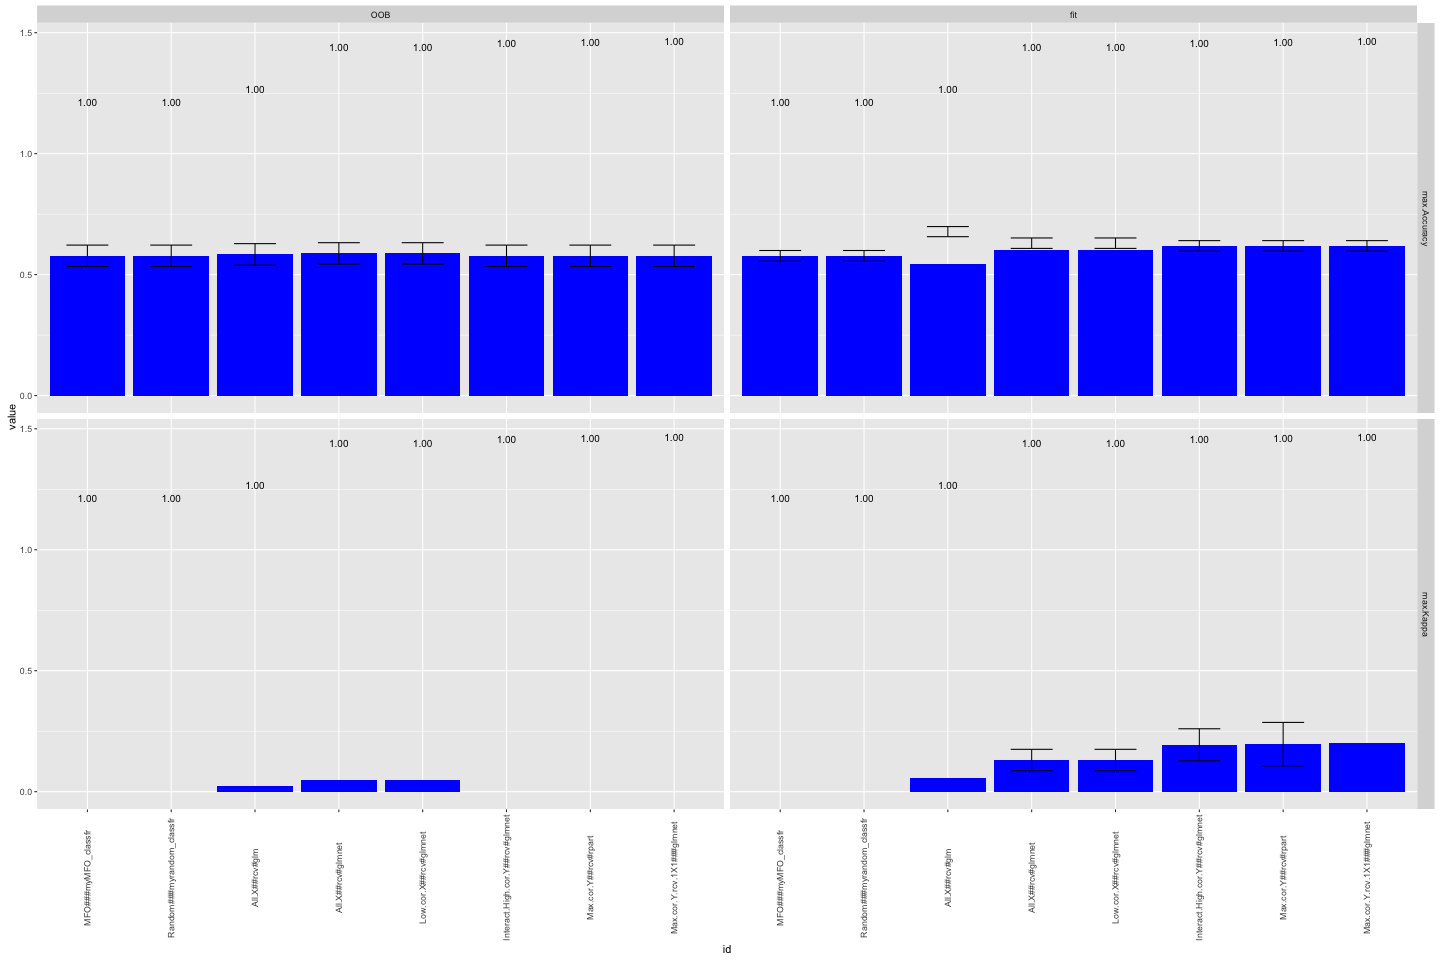 OOB
fit
1.5
1.00 1.00 1.00 1.00 1.00 1.00 1.00 1.00
1.00 1.00 1.00 1.00 1.00 1.00 1.00 1.00
1.0
0.5
0.0
max.Accuracy
value
1.5
1.00 1.00 1.00 1.00 1.00 1.00 1.00 1.00
1.00 1.00 1.00 1.00 1.00 1.00 1.00 1.00
1.0
0.5
0.0
max.Kappa
MFO###myMFO_classfr
Random###myrandom_classfr
All.X##rcv#glm
All.X##rcv#glmnet
Low.cor.X##rcv#glmnet
Interact.High.cor.Y##rcv#glmnet
Max.cor.Y##rcv#rpart
Max.cor.Y.rcv.1X1###glmnet
MFO###myMFO_classfr
Random###myrandom_classfr
All.X##rcv#glm
All.X##rcv#glmnet
Low.cor.X##rcv#glmnet
Interact.High.cor.Y##rcv#glmnet
Max.cor.Y##rcv#rpart
Max.cor.Y.rcv.1X1###glmnet
id